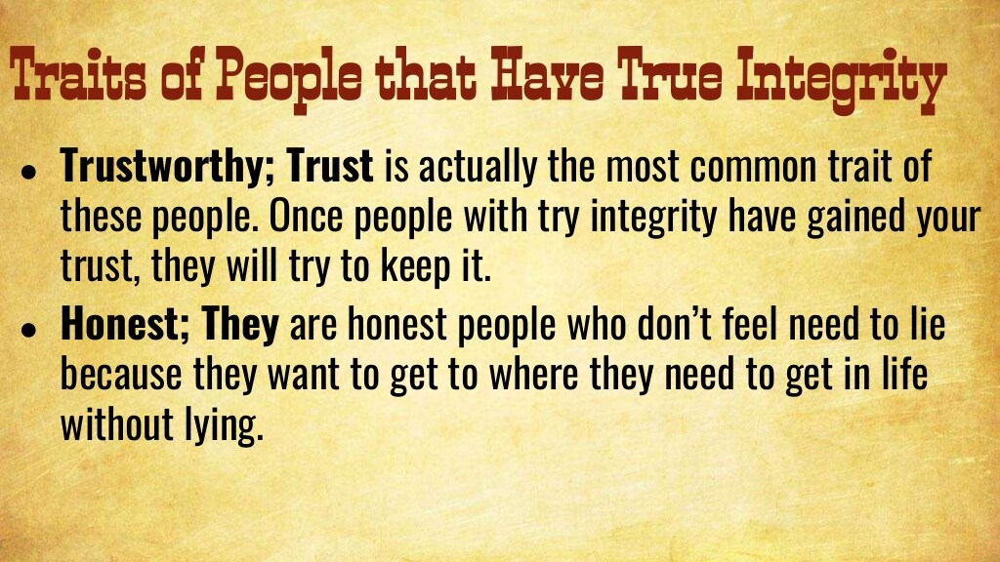 Traits of People that Have True Integrity
● Trustworthy; Trust is actually the most common trait of
these people. Once people with try integrity have gained your
trust, they will try to keep it.
● Honest; They are honest people who don’t feel need to lie
because they want to get to where they need to get in life
without lying.